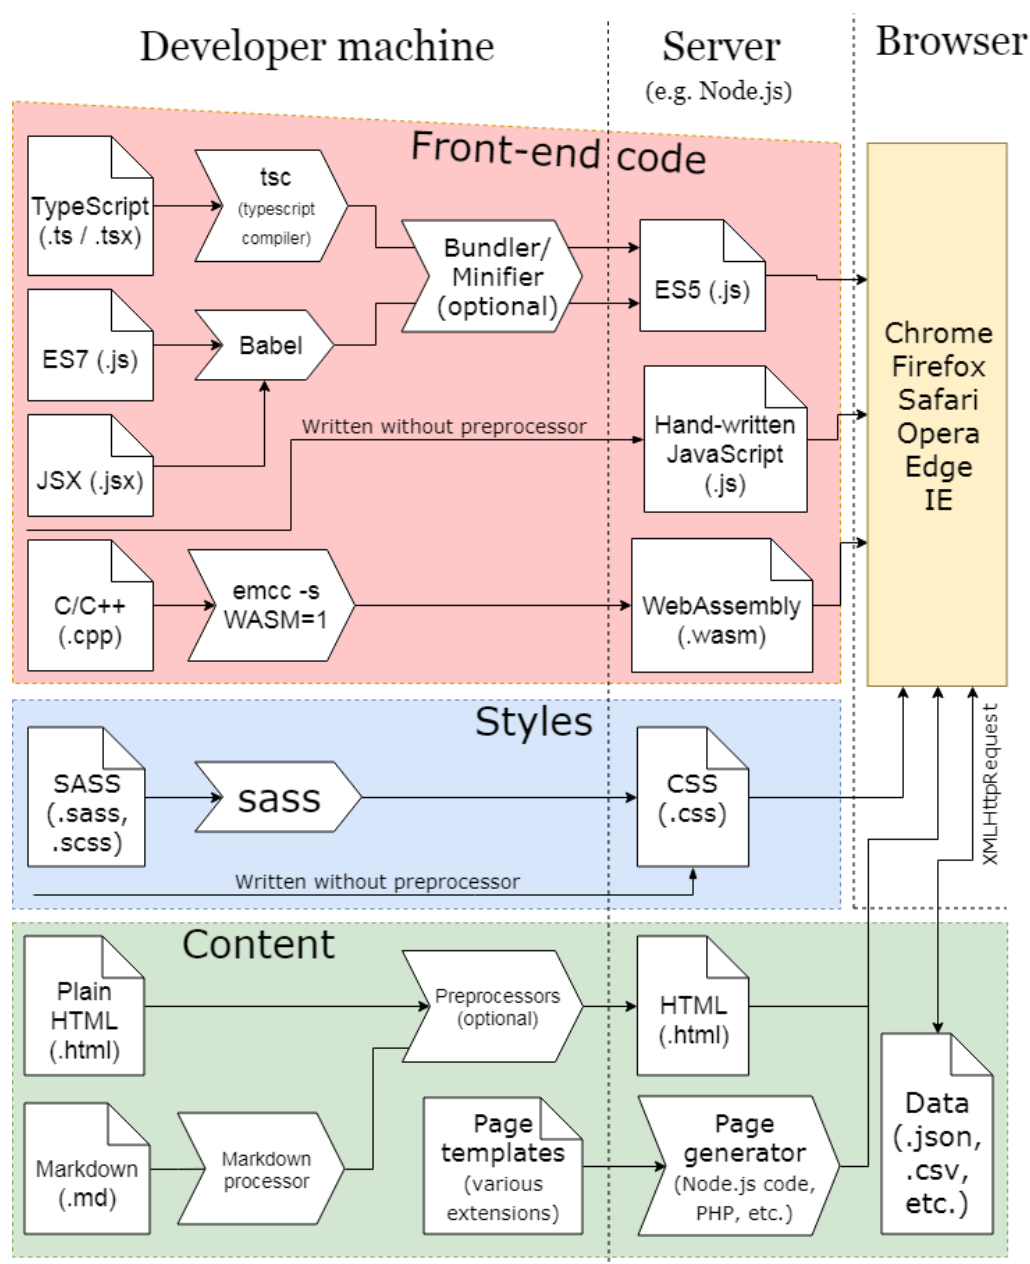 Developer machine
Server
(e.g. Node.js)
Browser
Front-end code
TypeScript
(.ts / .tsx)
tsc
(typescript
compiler)
Bundler/
Minifier
(optional)
ES5 (.js)
ES7 (.js)
Babel
JSX (.jsx)
Written without preprocessor
Hand-written
JavaScript
(.js)
C/C++
(.cpp)
emcc -s
WASM=1
WebAssembly
(.wasm)
Chrome
Firefox
Safari
Opera
Edge
IE
Styles
SASS
(.sass,
.scss)
sass
CSS
(.css)
Written without preprocessor
XMLHttpRequest
Content
Plain
HTML
(.html)
Preprocessors
(optional)
HTML
(.html)
Markdown
(.md)
Markdown
processor
Page
templates
(various
extensions)
Page
generator
(Node.js code,
PHP, etc.)
Data
(.json,
.csv,
etc.)